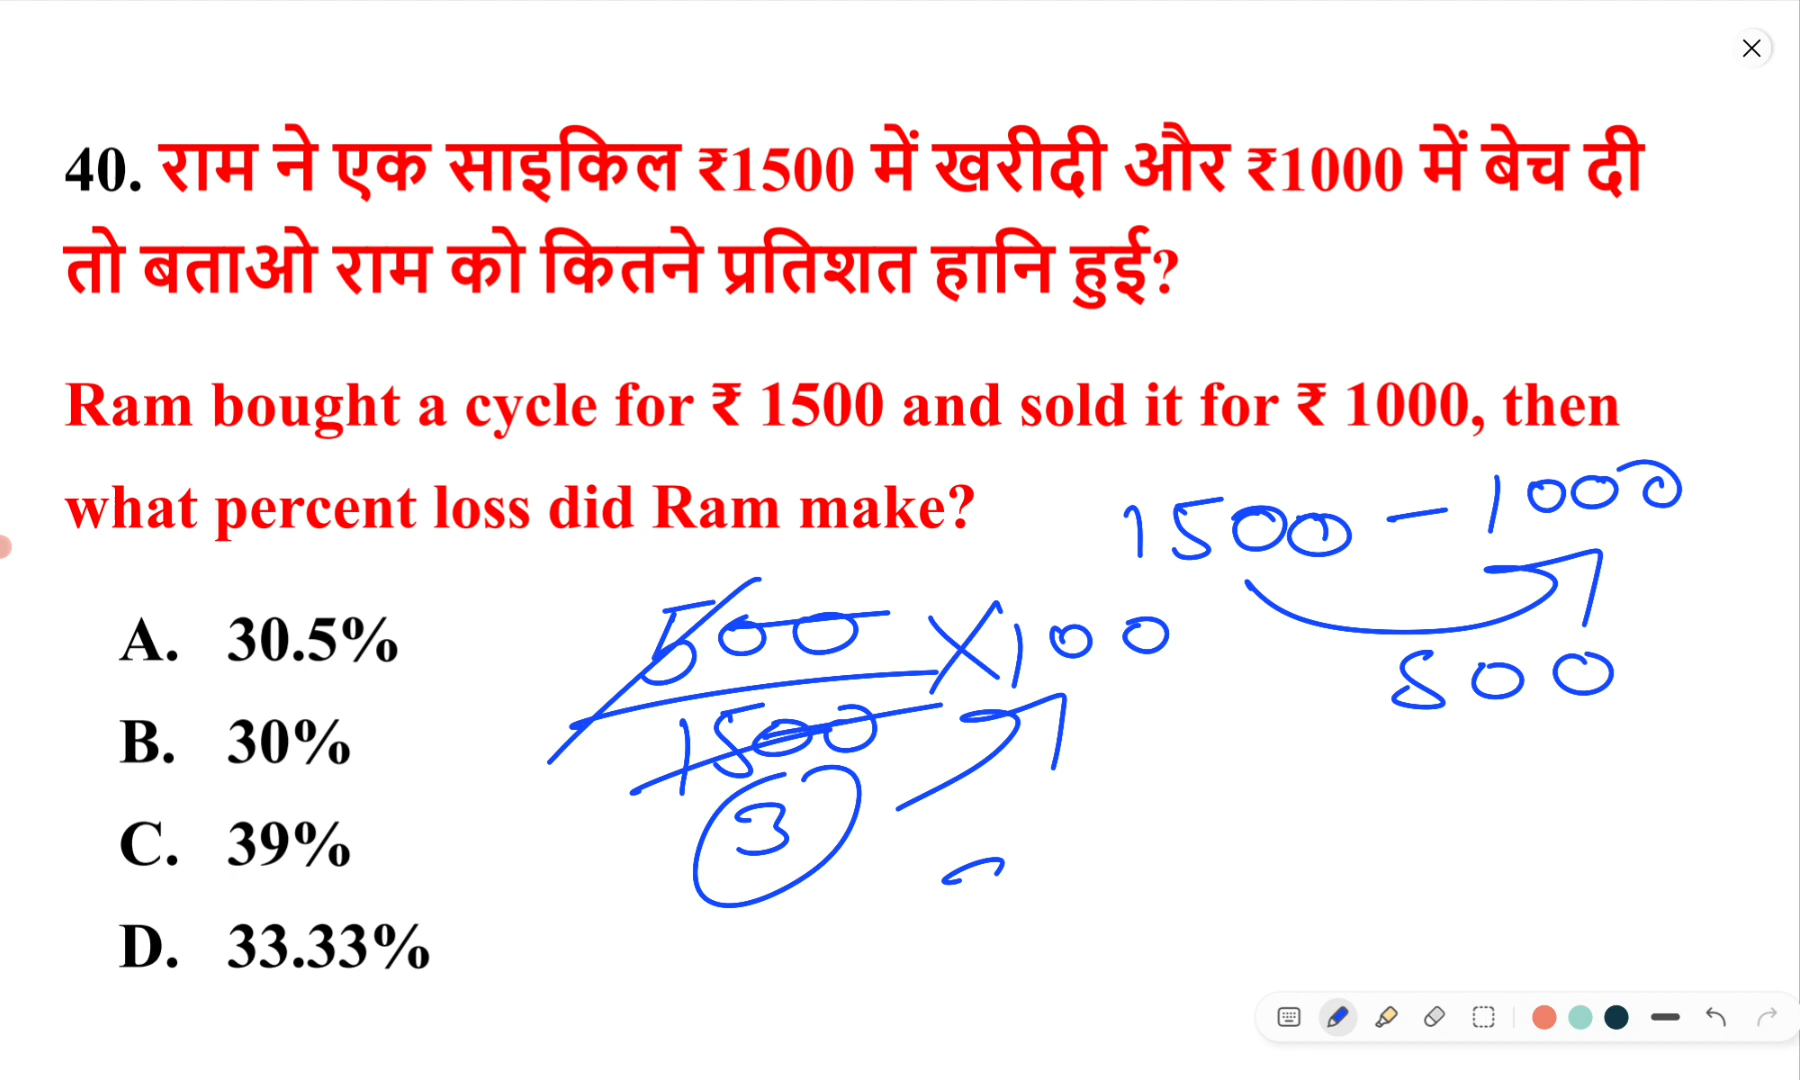 40. राम ने एक साइकिल ₹1500 में खरीदी और ₹1000 में बेच दी
तो बताओ राम को कितने प्रतिशत हानि हुई?
Ram bought a cycle for ₹ 1500 and sold it for ₹ 1000, then
what percent loss did Ram make?
1500 - 1000
500
A. 30.5%
B. 30%
C. 39%
D. 33.33%
500 X100
1500
3